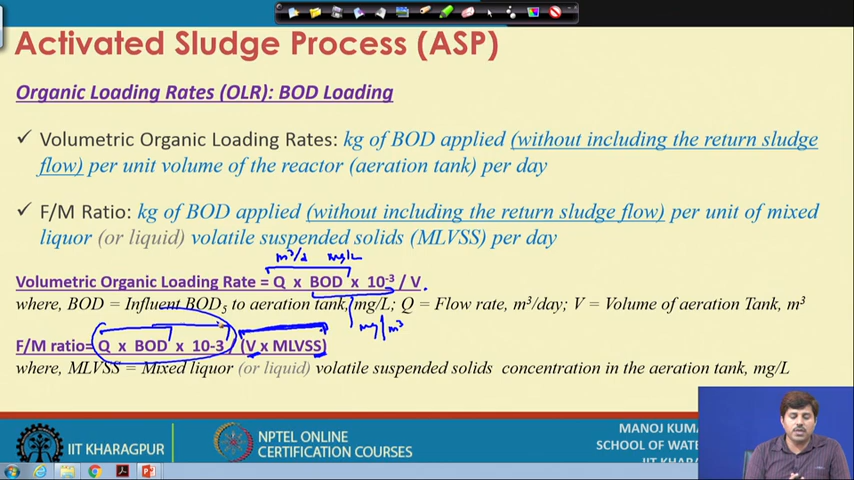 Activated Sludge Process (ASP)
Organic Loading Rates (OLR): BOD Loading
✓ Volumetric Organic Loading Rates: kg of BOD applied (without including the return sludge
flow) per unit volume of the reactor (aeration tank) per day
✓ F/M Ratio: kg of BOD applied (without including the return sludge flow) per unit of mixed
liquor (or liquid) volatile suspended solids (MLVSS) per day
m³/d mg/L
Volumetric Organic Loading Rate = Q x BOD x 10-3 / V
where, BOD = Influent BOD5 to aeration tank, mg/L; Q = Flow rate, m3/day; V = Volume of aeration Tank, m3
mg/m³
F/M ratio= Q x BOD x 10-3 / (V x MLVSS)
where, MLVSS = Mixed liquor (or liquid) volatile suspended solids concentration in the aeration tank, mg/L
IIT KHARAGPUR
NPTEL ONLINE
CERTIFICATION COURSES
MANOJ
SCHOOL OF
IIT